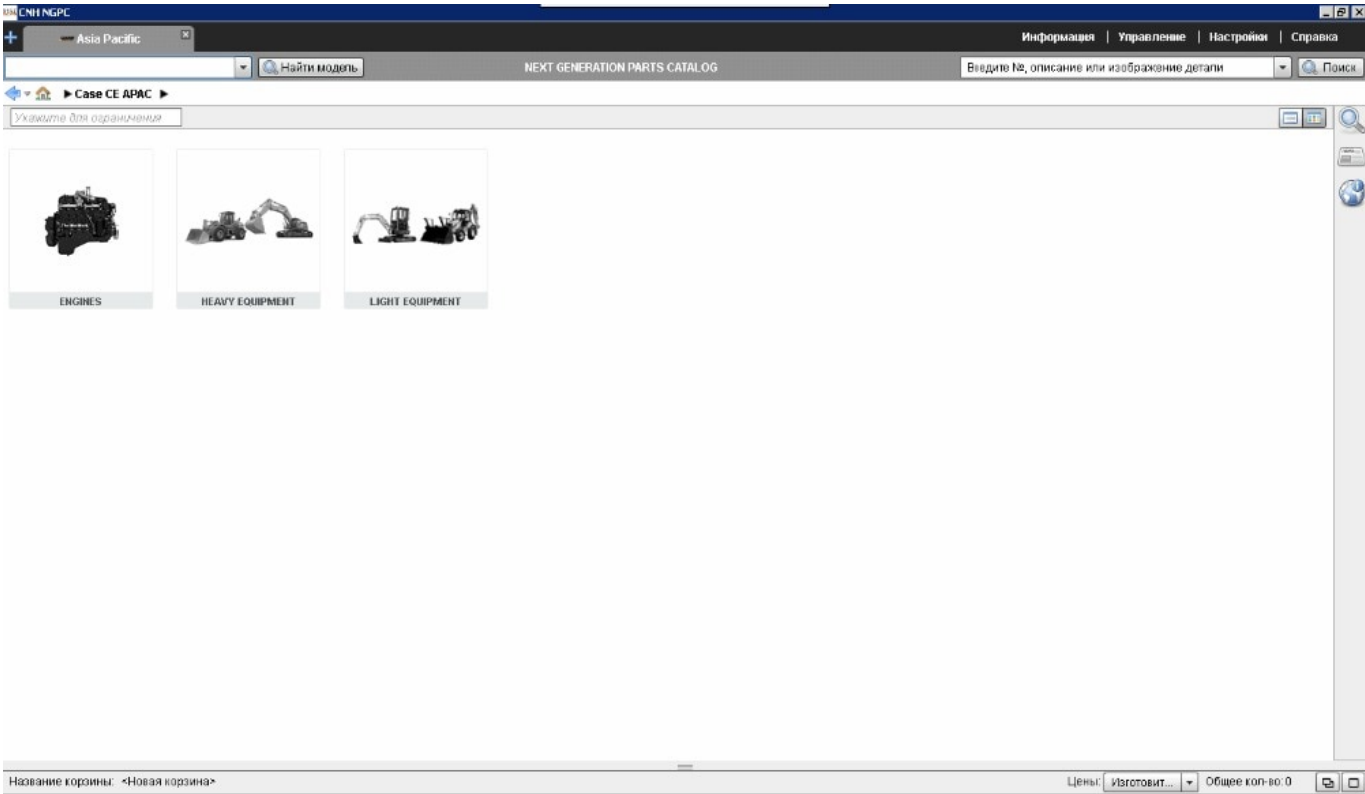 CNH NGPC
Asia Pacific
Информация | Управление | Настройки | Справка
Найти модель
NEXT GENERATION PARTS CATALOG
Введите №, описание или изображение детали
Поиск
Case CE APAC
Укажите для ограничения
ENGINES
HEAVY EQUIPMENT
LIGHT EQUIPMENT
Название корзины: <Новая корзина>
Цены: Изготовит... Общее кол-во: 0